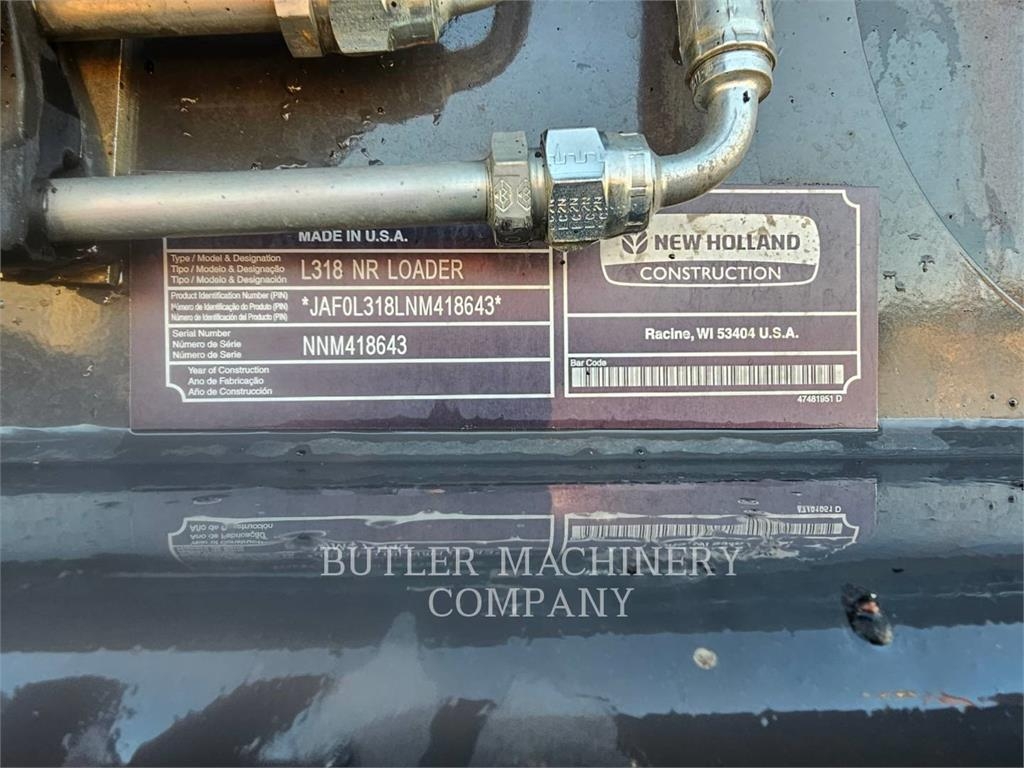 MADE IN U.S.A.
Type / Model & Designation
Tipo / Modelo & Designação
Tipo / Modelo & Designación
L318 NR LOADER
Product Identification Number (PIN)
Número de Identificação do Produto (PIN)
Número de Identificación del Producto (PIN)
*JAF0L318LNM418643*
Serial Number
Número de Série
Numero de Serie
NNM418643
Year of Construction
Ano de Fabricação
Año de Construcción
NEW HOLLAND
CONSTRUCTION
Racine, WI 53404 U.S.A.
Bar Code
47481951 D
BUTLER MACHINERY
COMPANY